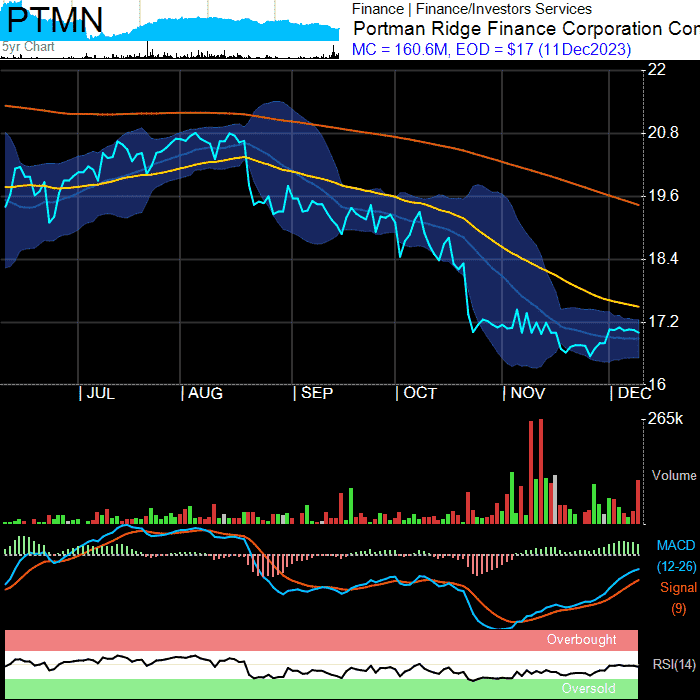 PTMN
5yr Chart
Finance | Finance/Investors Services
Portman Ridge Finance Corporation Con
MC = 160.6M, EOD = $17 (11Dec2023)
22
20.8
19.6
18.4
17.2
16
| JUL | AUG | SEP | OCT | NOV | DEC
265k
Volume
MACD
(12-26)
Signal
(9)
Overbought
RSI(14)
Oversold